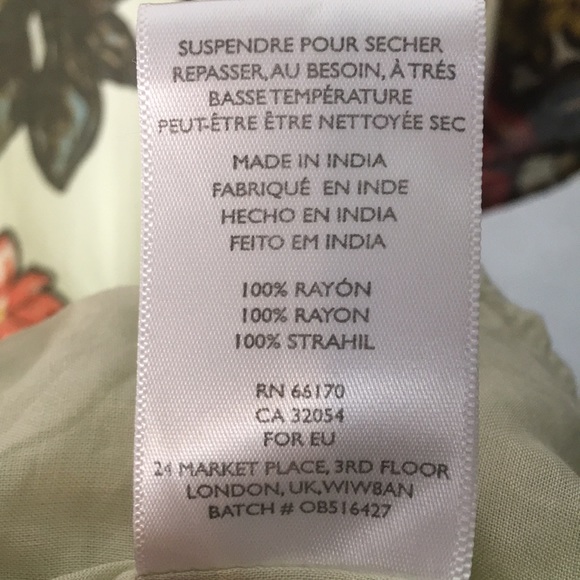 SUSPENDRE POUR SECHER
REPASSER, AU BESOIN, À TRÉS
BASSE TEMPÉRATURE
PEUT-ÊTRE ÊTRE NETTOYÉE SEC
MADE IN INDIA
FABRIQUÉ EN INDE
HECHO EN INDIA
FEITO EM INDIA
100% RAYÓN
100% RAYON
100% STRAHIL
RN 66170
CA 32054
FOR EU
24 MARKET PLACE, 3RD FLOOR
LONDON, UK, W1W8AN
BATCH # OB516427